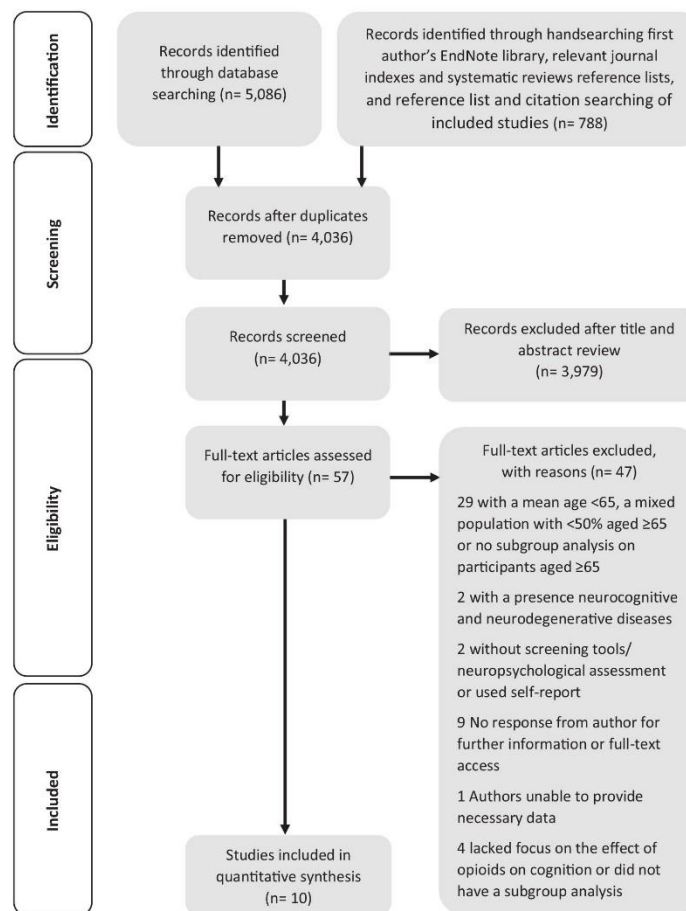 Identification
Records identified
through database
searching (n= 5,086)
Records identified through handsearching first
author's EndNote library, relevant journal
indexes and systematic reviews reference lists,
and reference list and citation searching of
included studies (n= 788)
Screening
Records after duplicates
removed (n= 4,036)
Records screened
(n= 4,036)
Records excluded after title and
abstract review
(n= 3,979)
Eligibility
Full-text articles assessed
for eligibility (n= 57)
Full-text articles excluded,
with reasons (n= 47)
29 with a mean age <65, a mixed
population with <50% aged ≥65
or no subgroup analysis on
participants aged ≥65
2 with a presence neurocognitive
and neurodegenerative diseases
2 without screening tools/
neuropsychological assessment
or used self-report
9 No response from author for
further information or full-text
access
1 Authors unable to provide
necessary data
4 lacked focus on the effect of
opioids on cognition or did not
have a subgroup analysis
Included
Studies included in
quantitative synthesis
(n= 10)